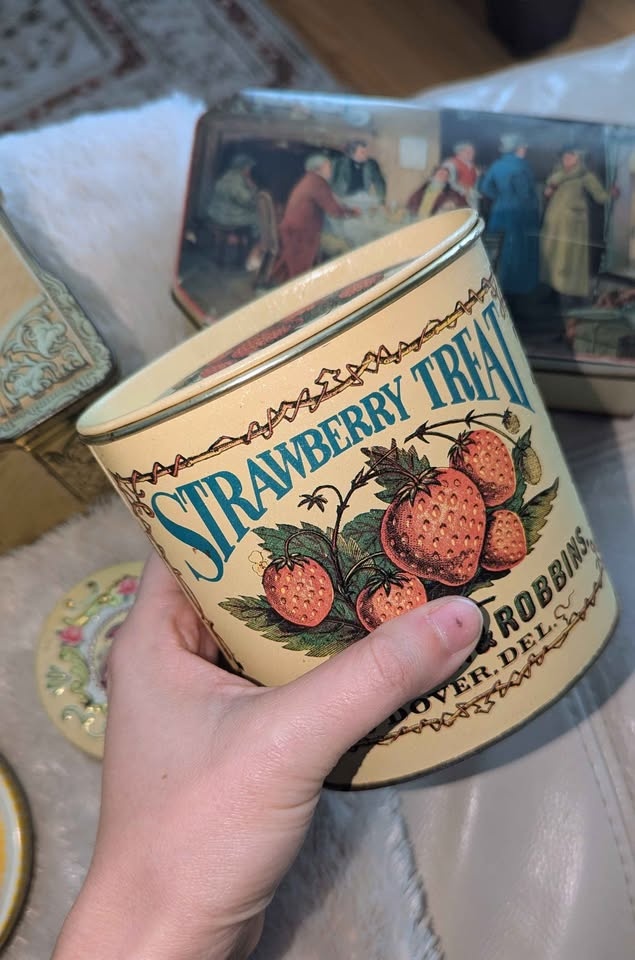 STRAWBERRY TREAT
& ROBBINS.
DOVER. DEL.